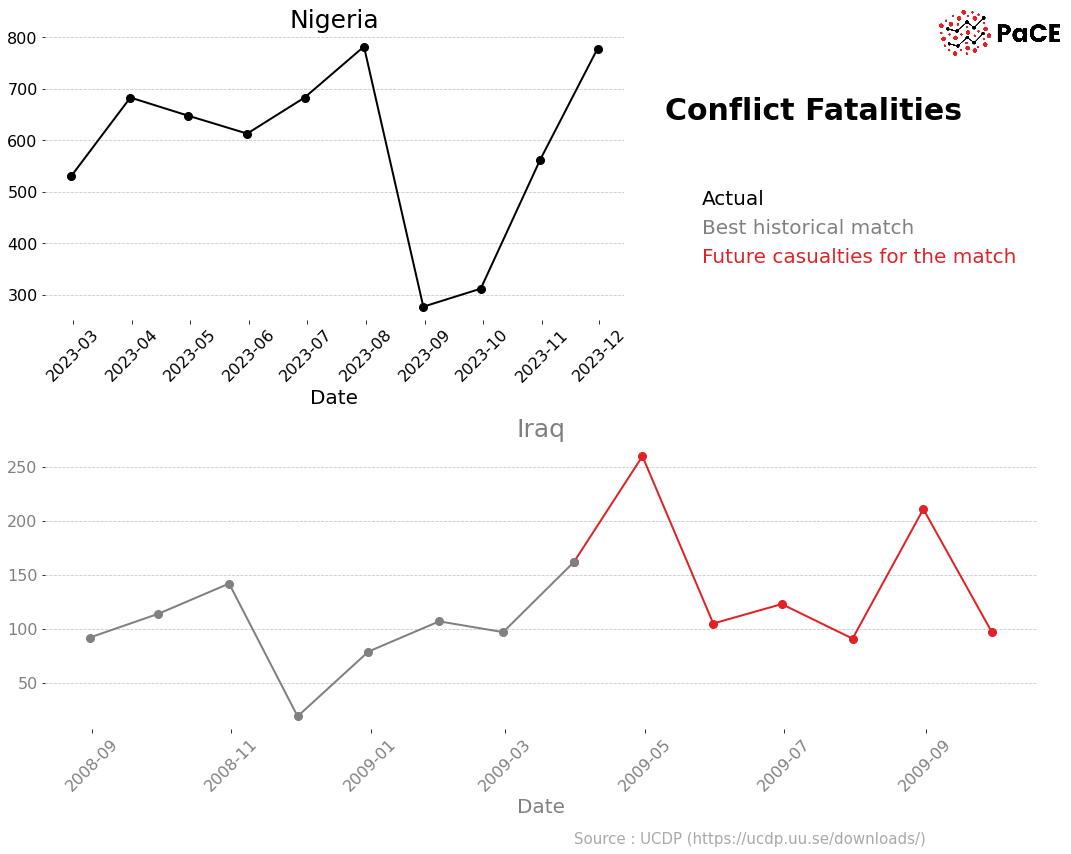 Nigeria
PaCE
Conflict Fatalities
Actual
Best historical match
Future casualties for the match
800
700
600
500
400
300
2023-03
2023-04
2023-05
2023-06
2023-07
2023-08
2023-09
2023-10
2023-11
2023-12
Date
Iraq
250
200
150
100
50
2008-09
2008-11
2009-01
2009-03
2009-05
2009-07
2009-09
Date
Source : UCDP (https://ucdp.uu.se/downloads/)